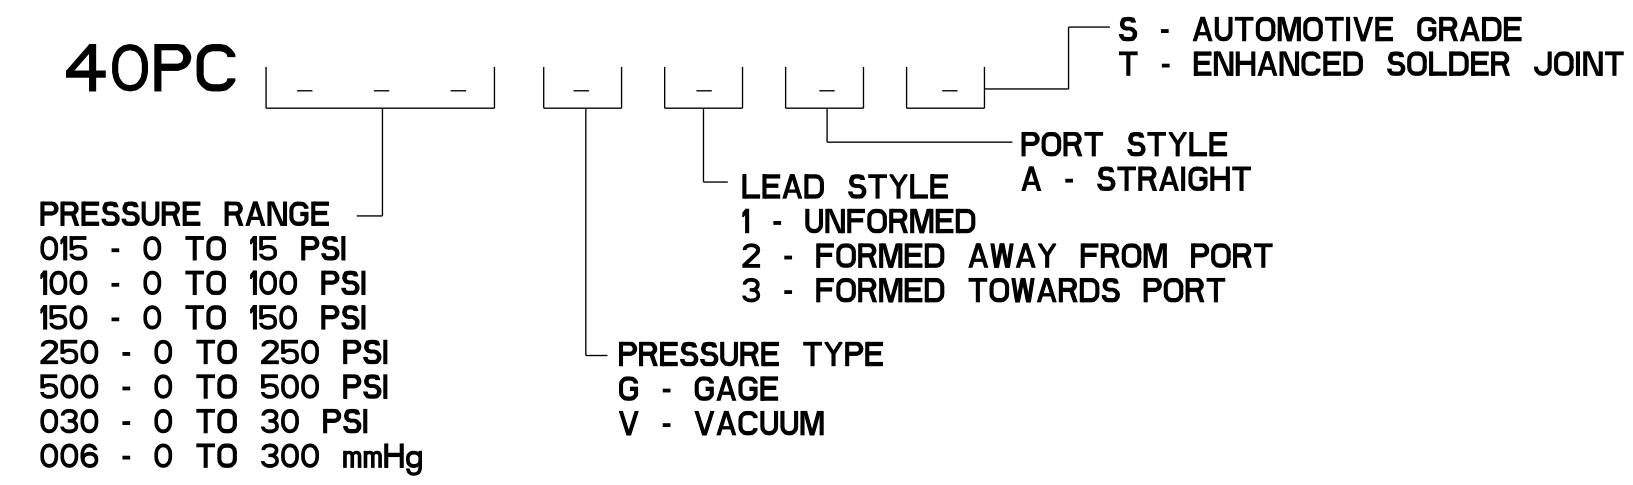 40PC _ _ _ _ _ _ _
S - AUTOMOTIVE GRADE
T - ENHANCED SOLDER JOINT
PORT STYLE
A - STRAIGHT
LEAD STYLE
1 - UNFORMED
2 - FORMED AWAY FROM PORT
3 - FORMED TOWARDS PORT
PRESSURE RANGE
015 - 0 TO 15 PSI
100 - 0 TO 100 PSI
150 - 0 TO 150 PSI
250 - 0 TO 250 PSI
500 - 0 TO 500 PSI
030 - 0 TO 30 PSI
006 - 0 TO 300 mmHg
PRESSURE TYPE
G - GAGE
V - VACUUM